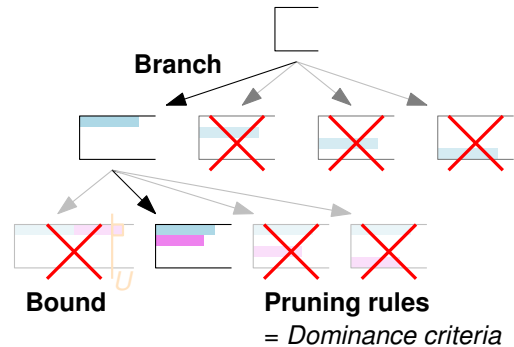 Branch
U
Bound
Pruning rules
= Dominance criteria